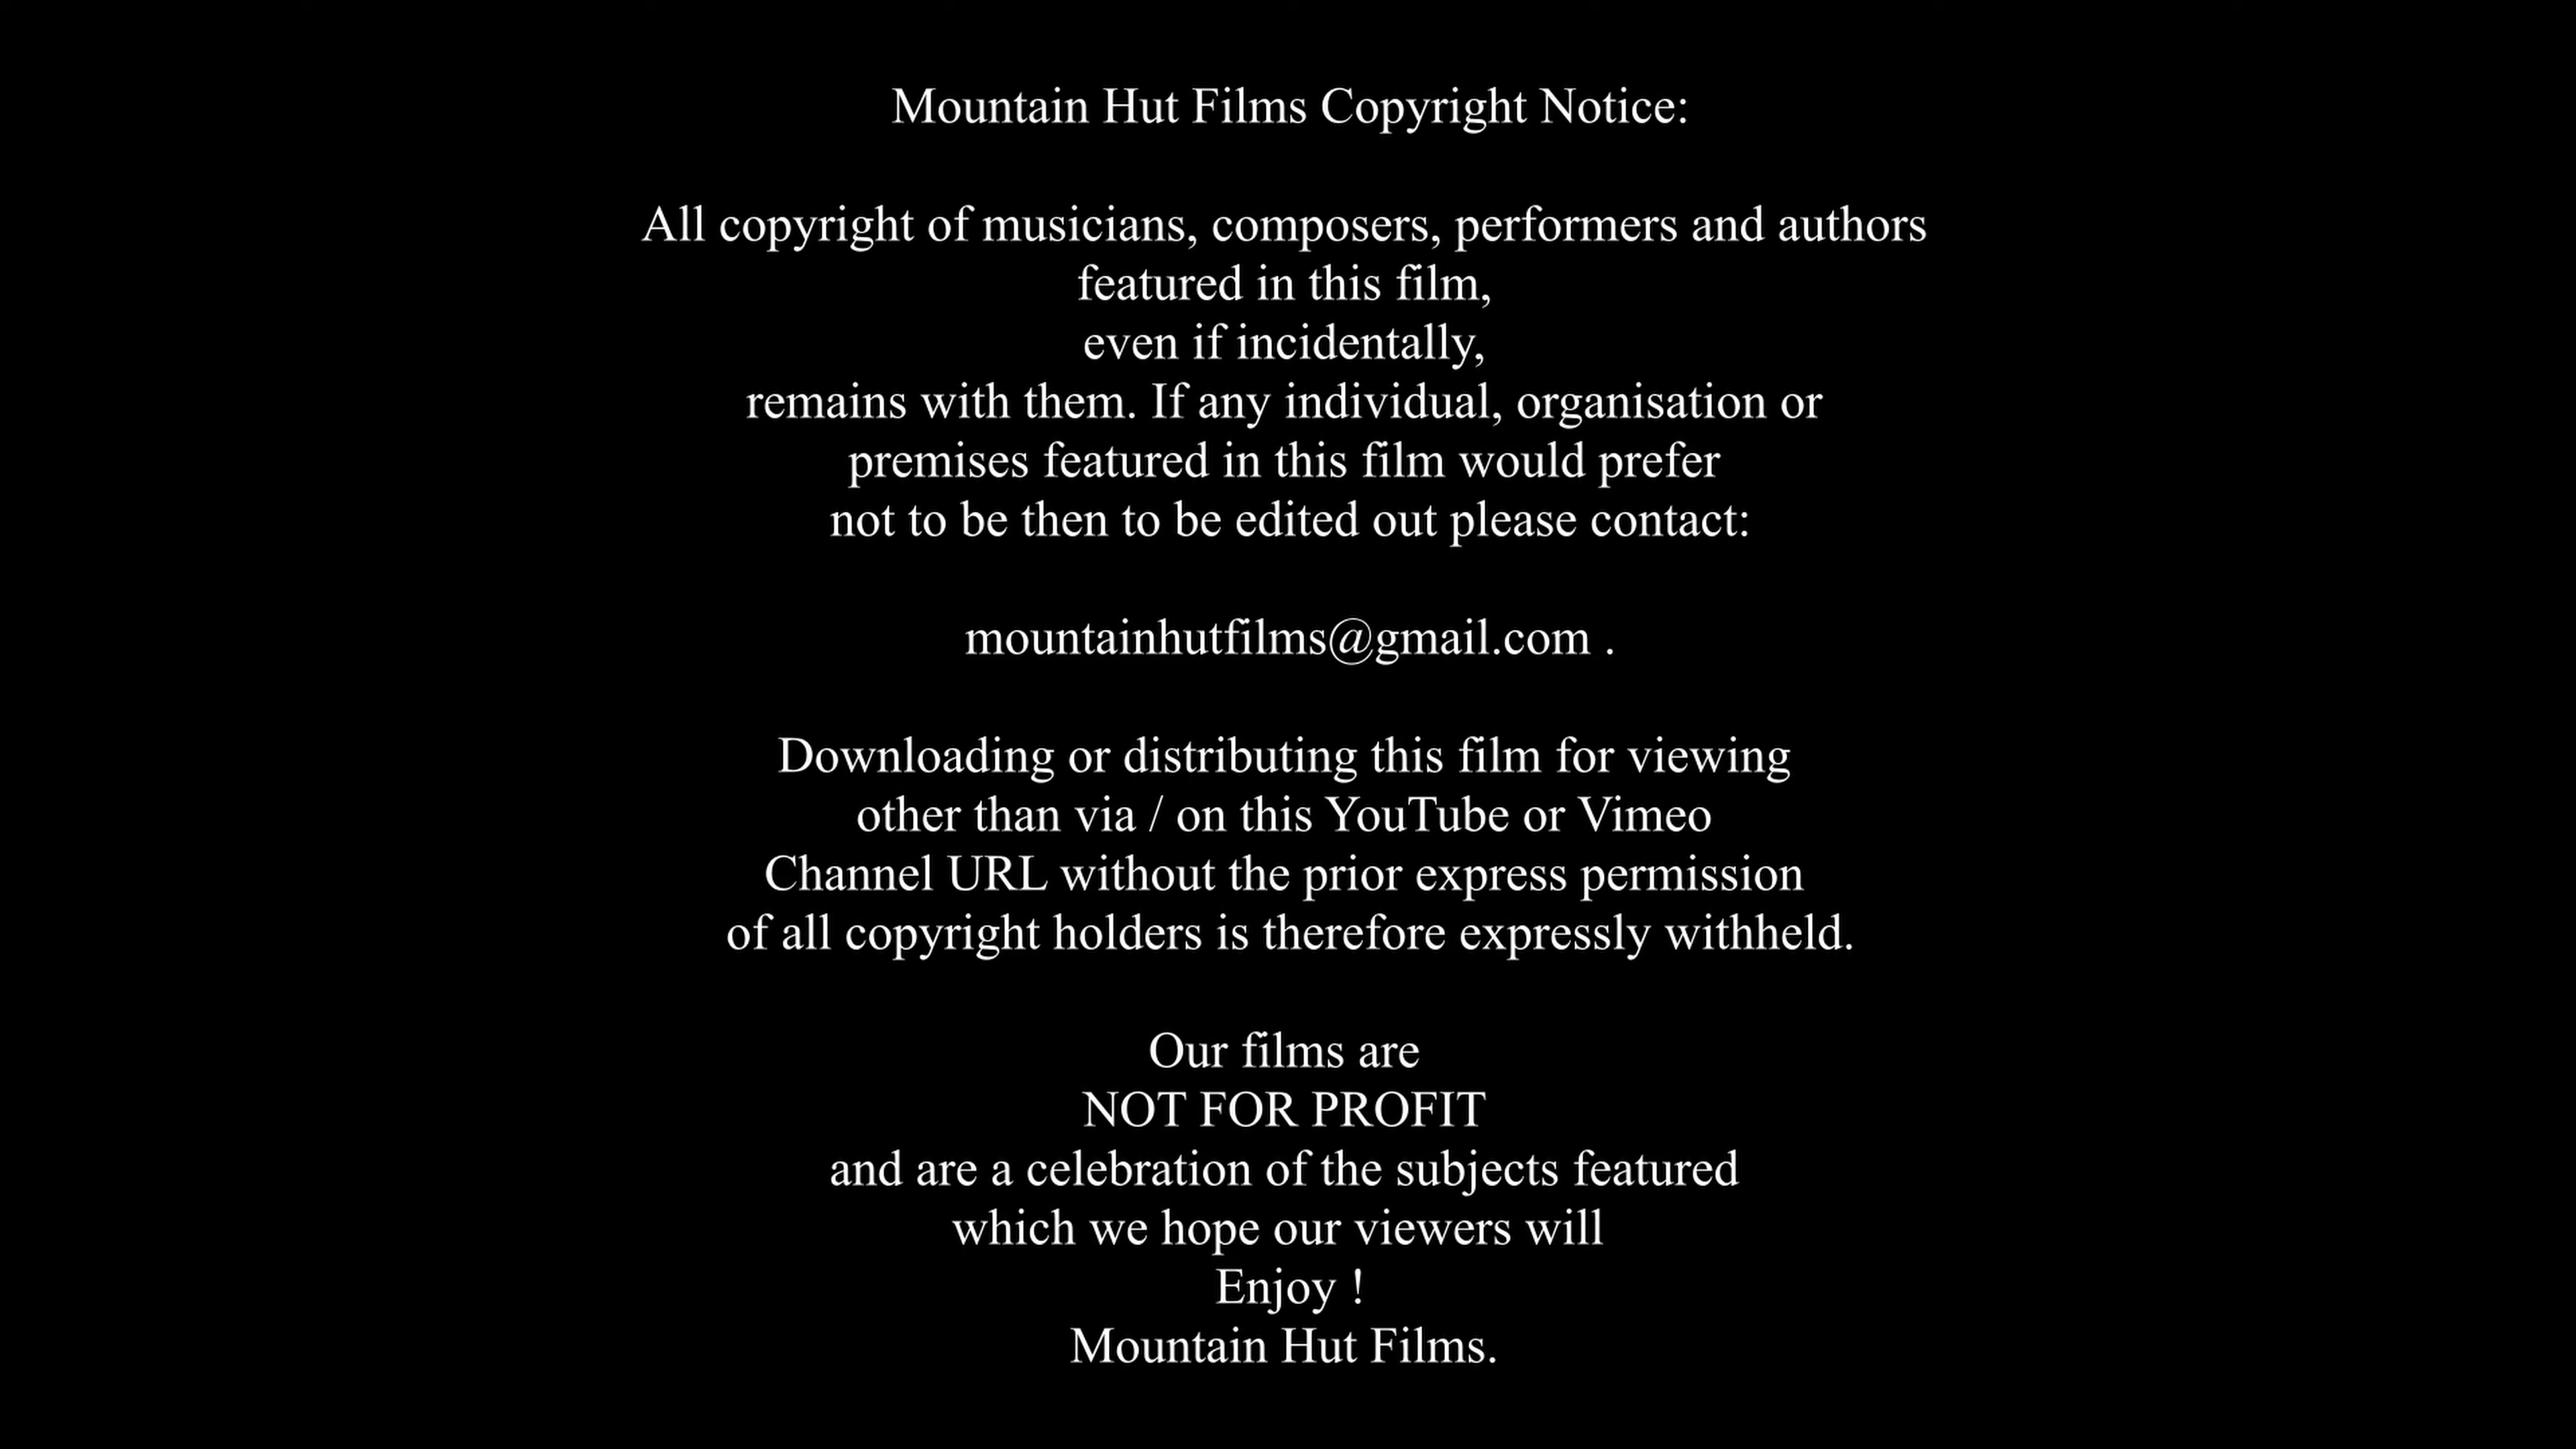 Mountain Hut Films Copyright Notice:
All copyright of musicians, composers, performers and authors
featured in this film,
even if incidentally,
remains with them. If any individual, organisation or
premises featured in this film would prefer
not to be then to be edited out please contact:
mountainhutfilms@gmail.com .
Downloading or distributing this film for viewing
other than via / on this YouTube or Vimeo
Channel URL without the prior express permission
of all copyright holders is therefore expressly withheld.
Our films are
NOT FOR PROFIT
and are a celebration of the subjects featured
which we hope our viewers will
Enjoy !
Mountain Hut Films.